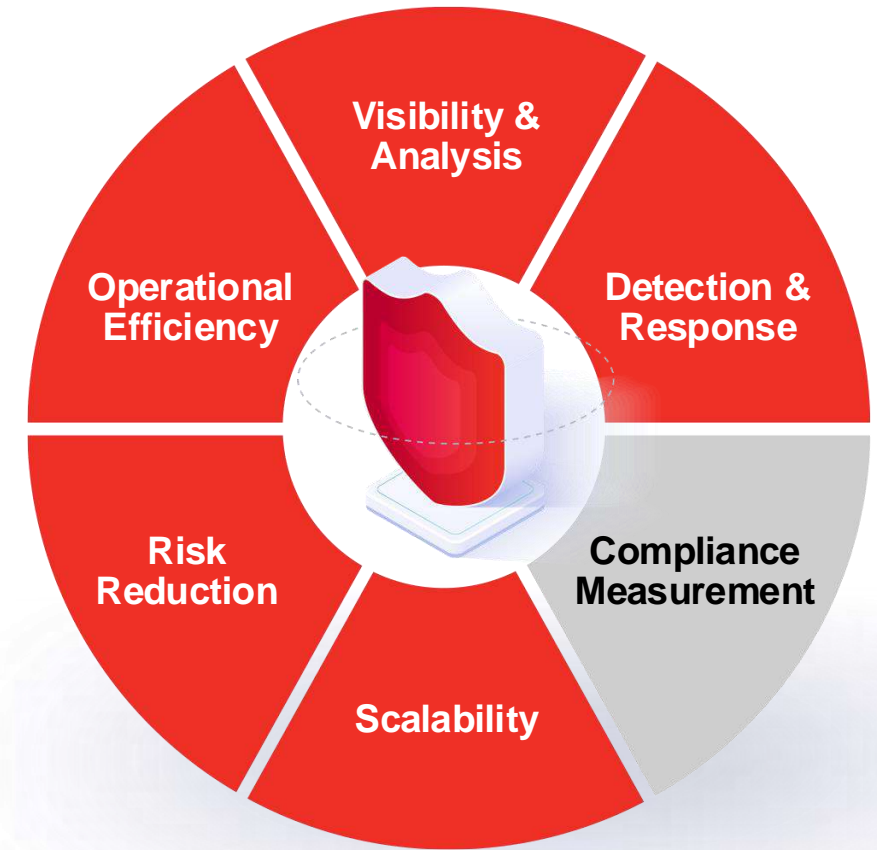 Visibility &
Analysis
Operational
Efficiency
Detection &
Response
Risk
Reduction
Compliance
Measurement
Scalability